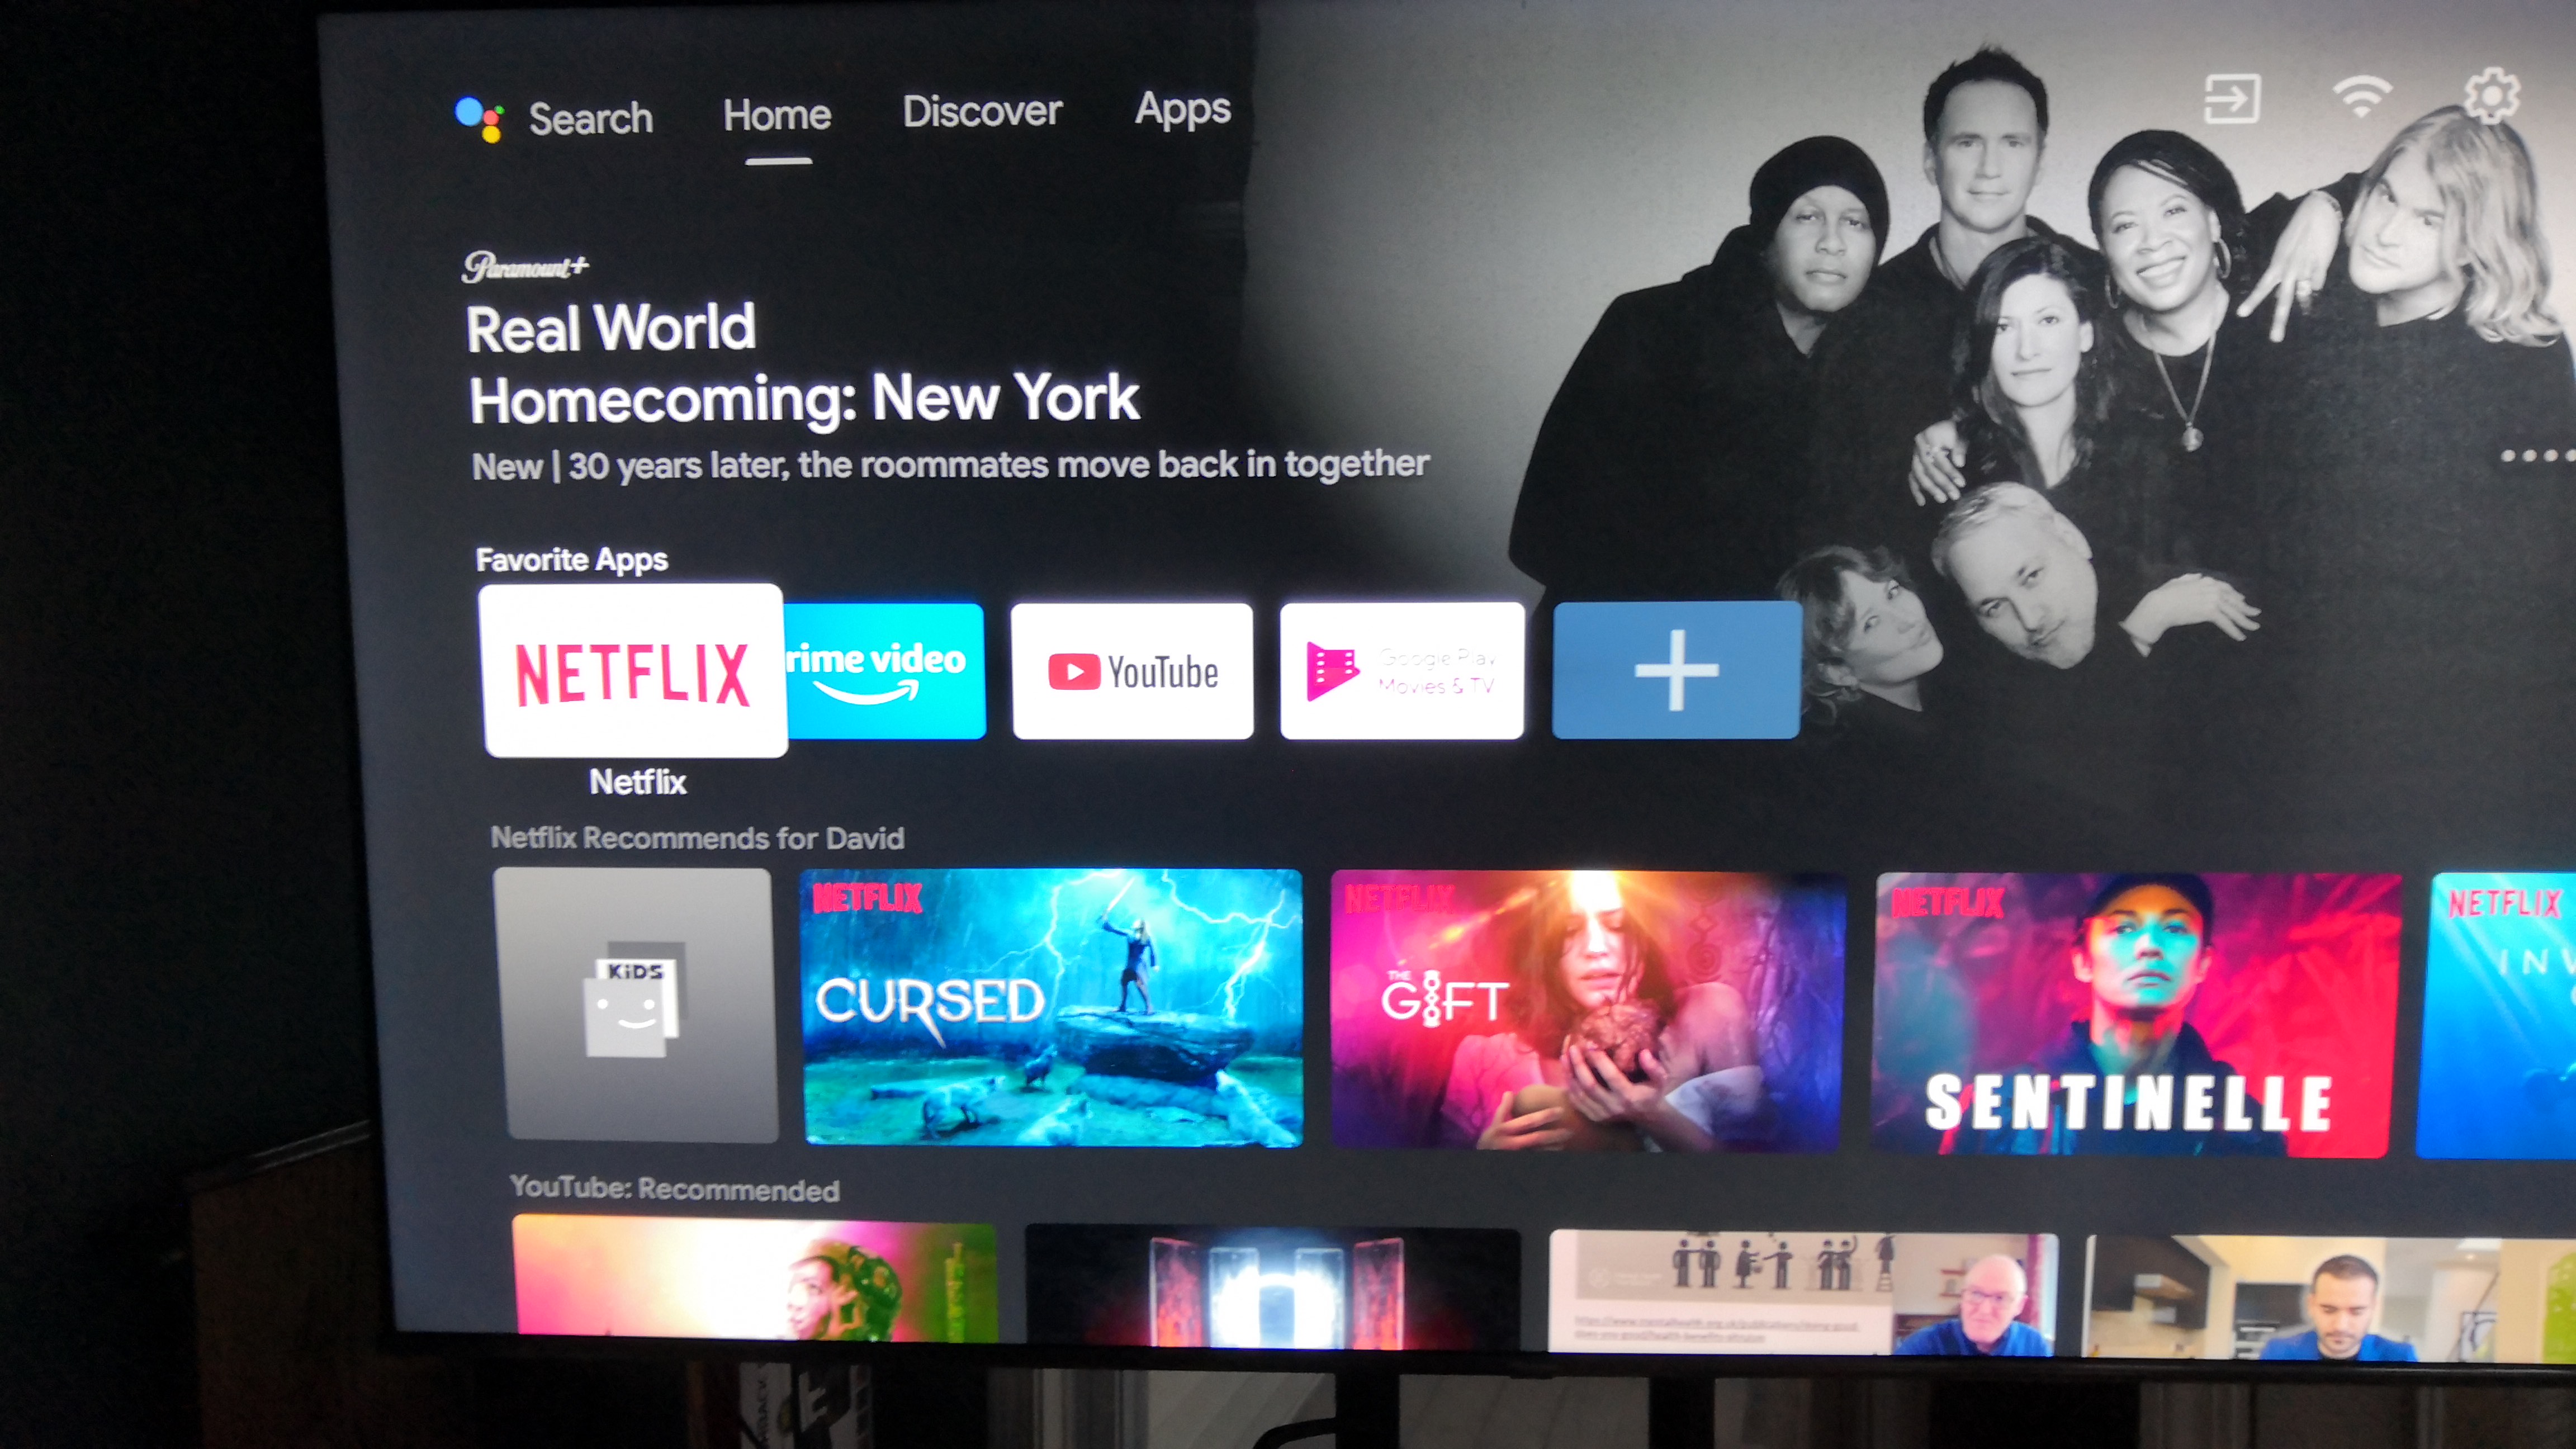 Search Home Discover Apps
Paramount+
Real World
Homecoming: New York
New | 30 years later, the roommates move back in together
Favorite Apps
NETFLIX
rime video
YouTube
Google Play
Movies & TV
Netflix
Netflix Recommends for David
KiDS
NETFLIX
CURSED
NETFLIX
THE
GIFT
NETFLIX
SENTINELLE
NETFLIX
INV
YouTube: Recommended